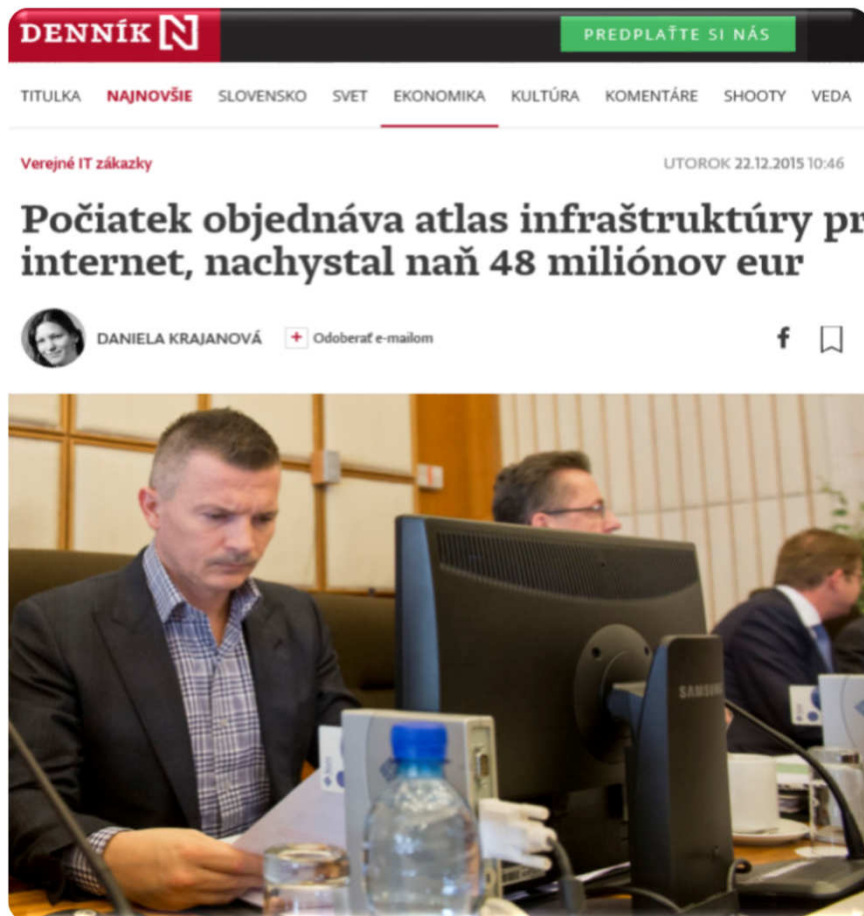 DENNÍK N
PREDPLAŤTE SI NÁS
TITULKA NAJNOVŠIE SLOVENSKO SVET EKONOMIKA KULTÚRA KOMENTÁRE SHOOTY VEDA
Verejné IT zákazky UTOROK 22.12.2015 10:46
Počiatek objednáva atlas infraštruktúry pr
internet, nachystal naň 48 miliónov eur
DANIELA KRAJANOVÁ + Odoberať e-mailom f
SAMSUNG